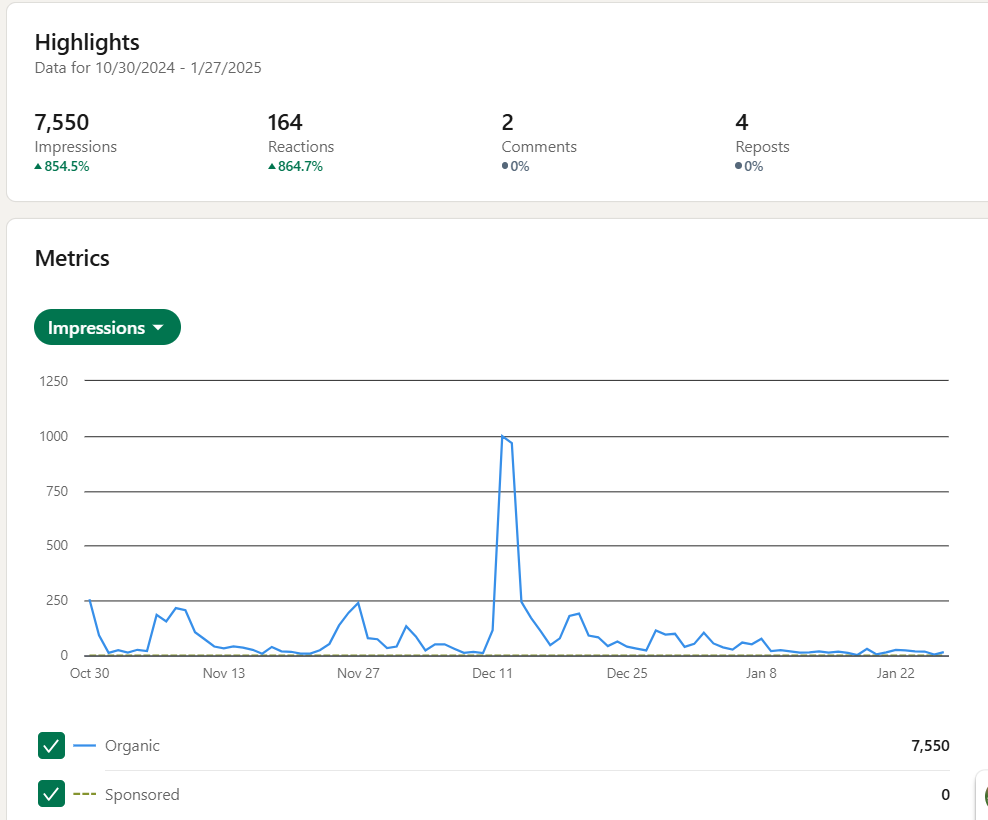 Highlights
Data for 10/30/2024 - 1/27/2025
7,550 164 2 4
Impressions Reactions Comments Reposts
854.5% 864.7% 0% 0%
Metrics
Impressions
1250
1000
750
500
250
0
Oct 30 Nov 13 Nov 27 Dec 11 Dec 25 Jan 8 Jan 22
Organic 7,550
Sponsored 0